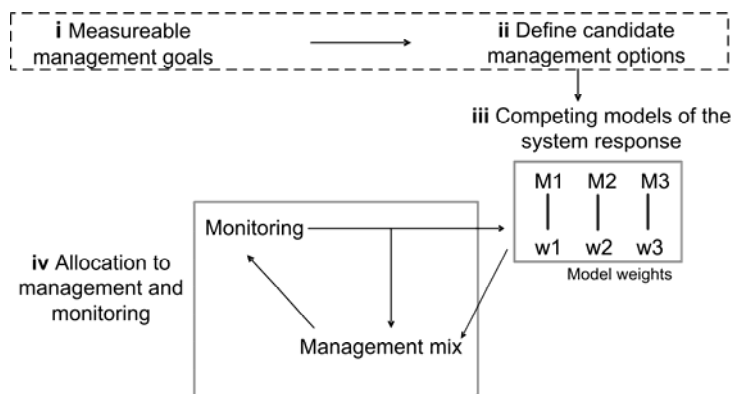 i Measureable
management goals
ii Define candidate
management options
iii Competing models of the
system response
M1 M2 M3
w1 w2 w3
Model weights
Monitoring
iv Allocation to
management and
monitoring
Management mix